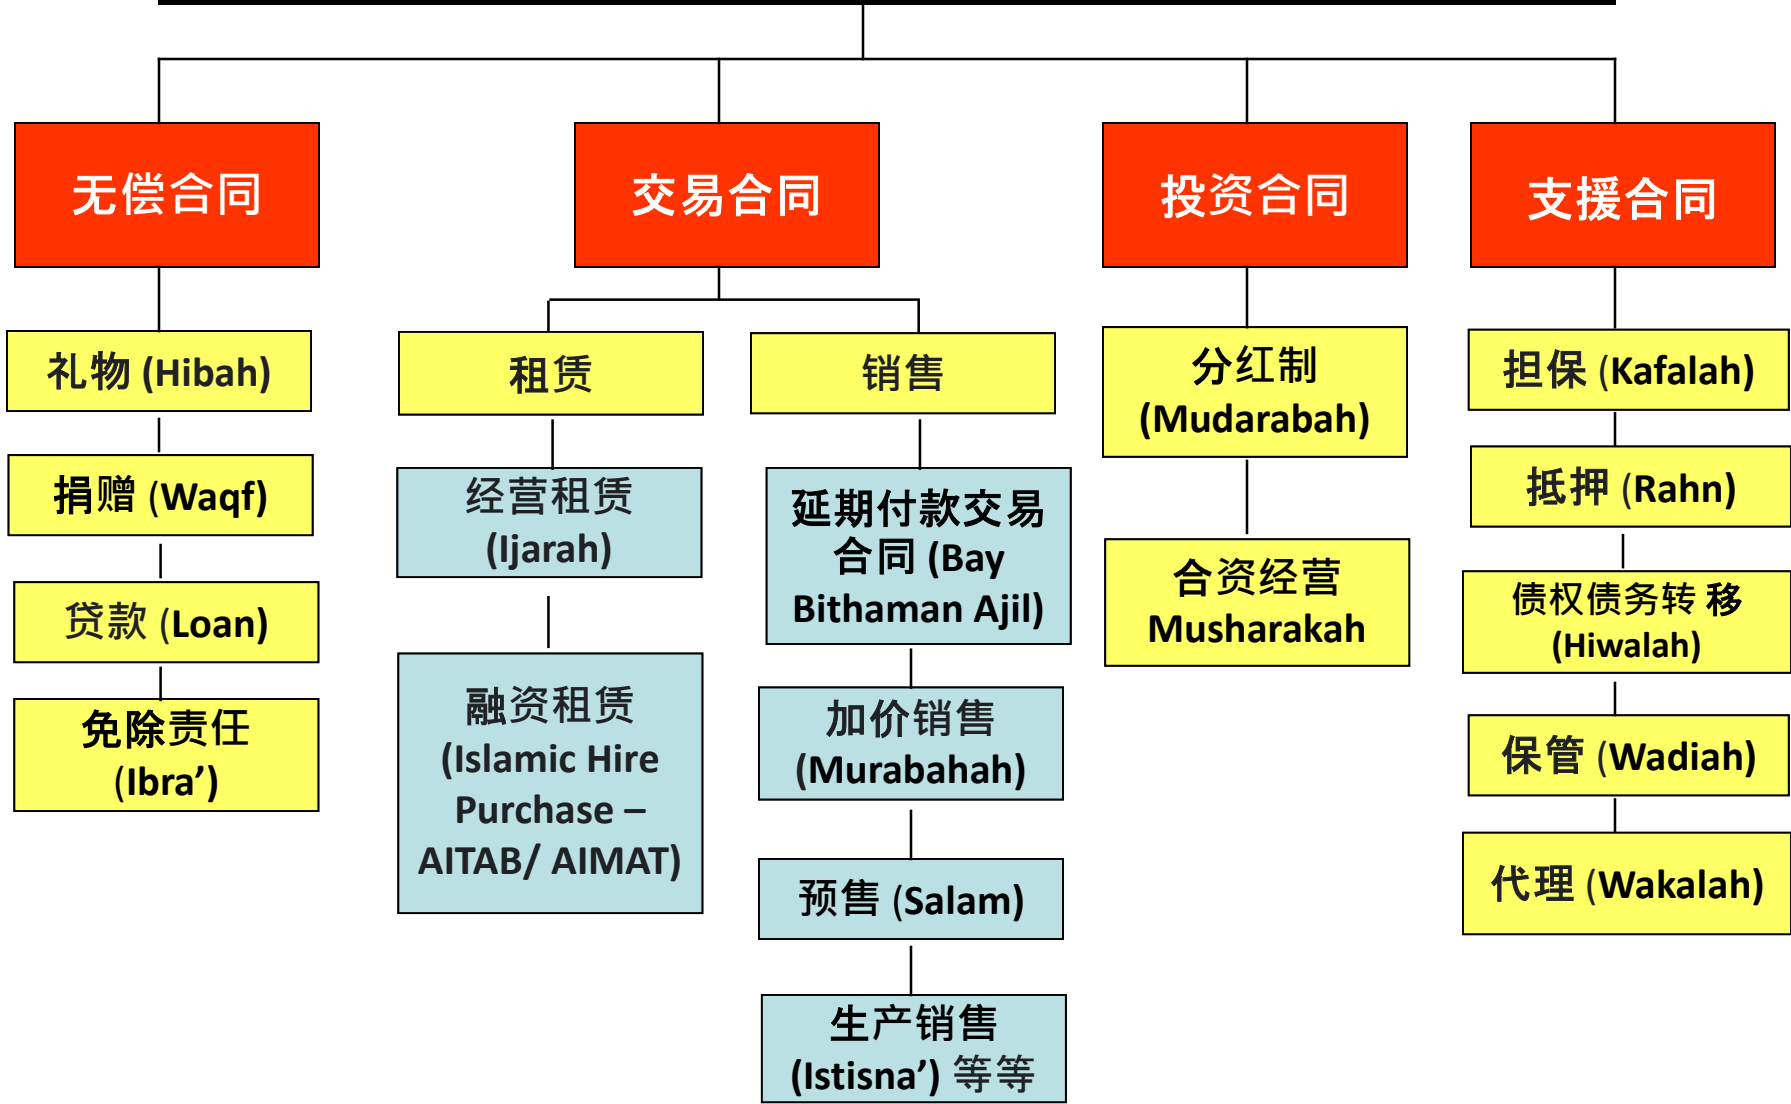 无偿合同
交易合同
投资合同
支援合同
礼物 (Hibah)
捐赠 (Waqf)
贷款 (Loan)
免除责任
(Ibra’)
租赁
经营租赁
(Ijarah)
融资租赁
(Islamic Hire
Purchase –
AITAB/ AIMAT)
销售
延期付款交易
合同 (Bay
Bithaman Ajil)
加价销售
(Murabahah)
预售 (Salam)
生产销售
(Istisna’) 等等
分红制
(Mudarabah)
合资经营
Musharakah
担保 (Kafalah)
抵押 (Rahn)
债权债务转 移
(Hiwalah)
保管 (Wadiah)
代理 (Wakalah)